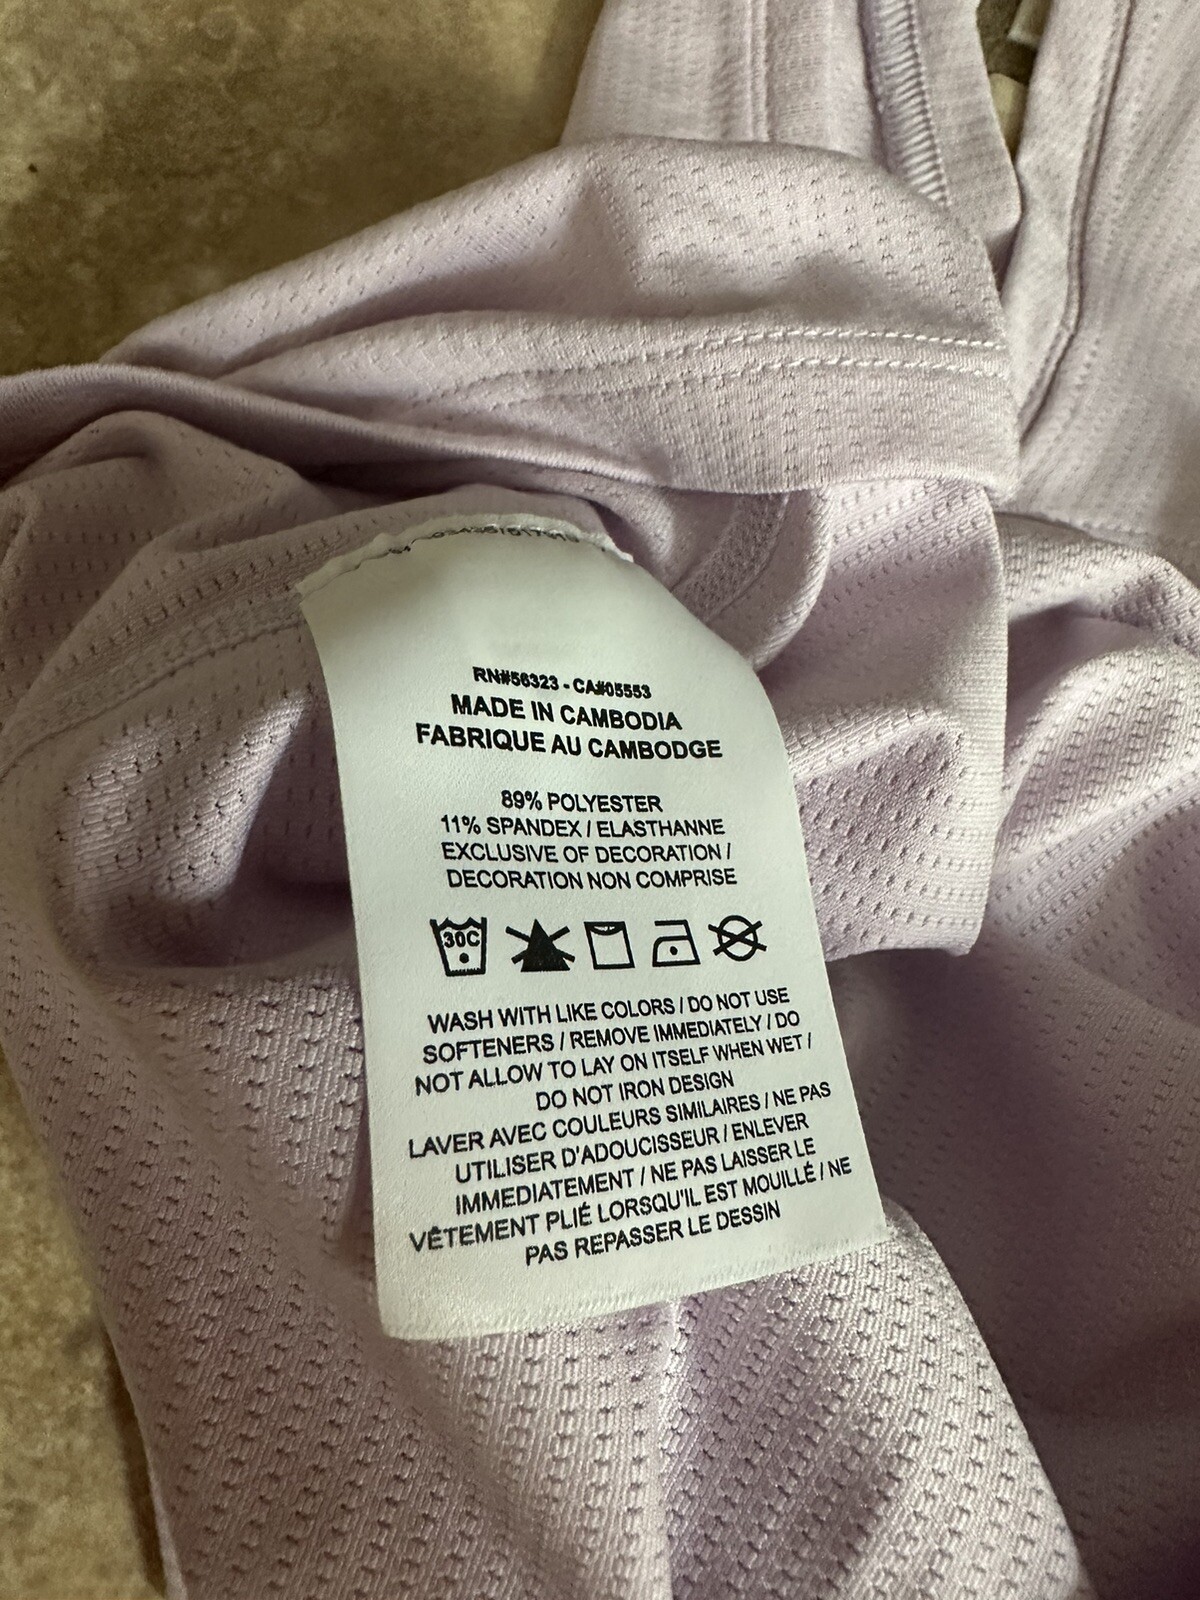 RN#56323 - CA#05553
MADE IN CAMBODIA
FABRIQUE AU CAMBODGE
89% POLYESTER
11% SPANDEX / ELASTHANNE
EXCLUSIVE OF DECORATION /
DECORATION NON COMPRISE
30C
WASH WITH LIKE COLORS / DO NOT USE
SOFTENERS / REMOVE IMMEDIATELY / DO
NOT ALLOW TO LAY ON ITSELF WHEN WET /
DO NOT IRON DESIGN
LAVER AVEC COULEURS SIMILAIRES / NE PAS
UTILISER D'ADOUCISSEUR / ENLEVER
IMMEDIATEMENT / NE PAS LAISSER LE
VÊTEMENT PLIÉ LORSQU'IL EST MOUILLÉ / NE
PAS REPASSER LE DESSIN